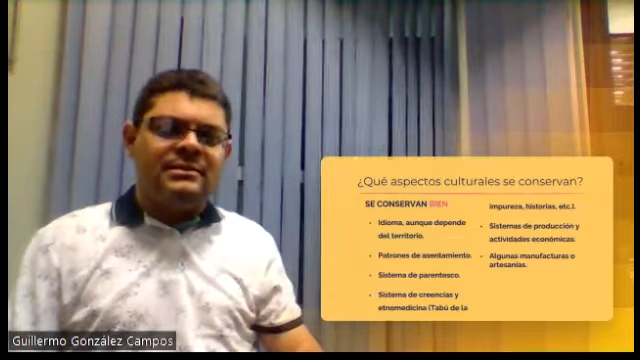 ¿Qué aspectos culturales se conservan?
SE CONSERVAN BIEN
• Idioma, aunque depende
del territorio.
• Patrones de asentamiento.
• Sistema de parentesco.
• Sistema de creencias y
etnomedicina (Tabú de la
impureza, historias, etc.).
• Sistemas de producción y
actividades económicas.
• Algunas manufacturas o
artesanías.
Guillermo González Campos